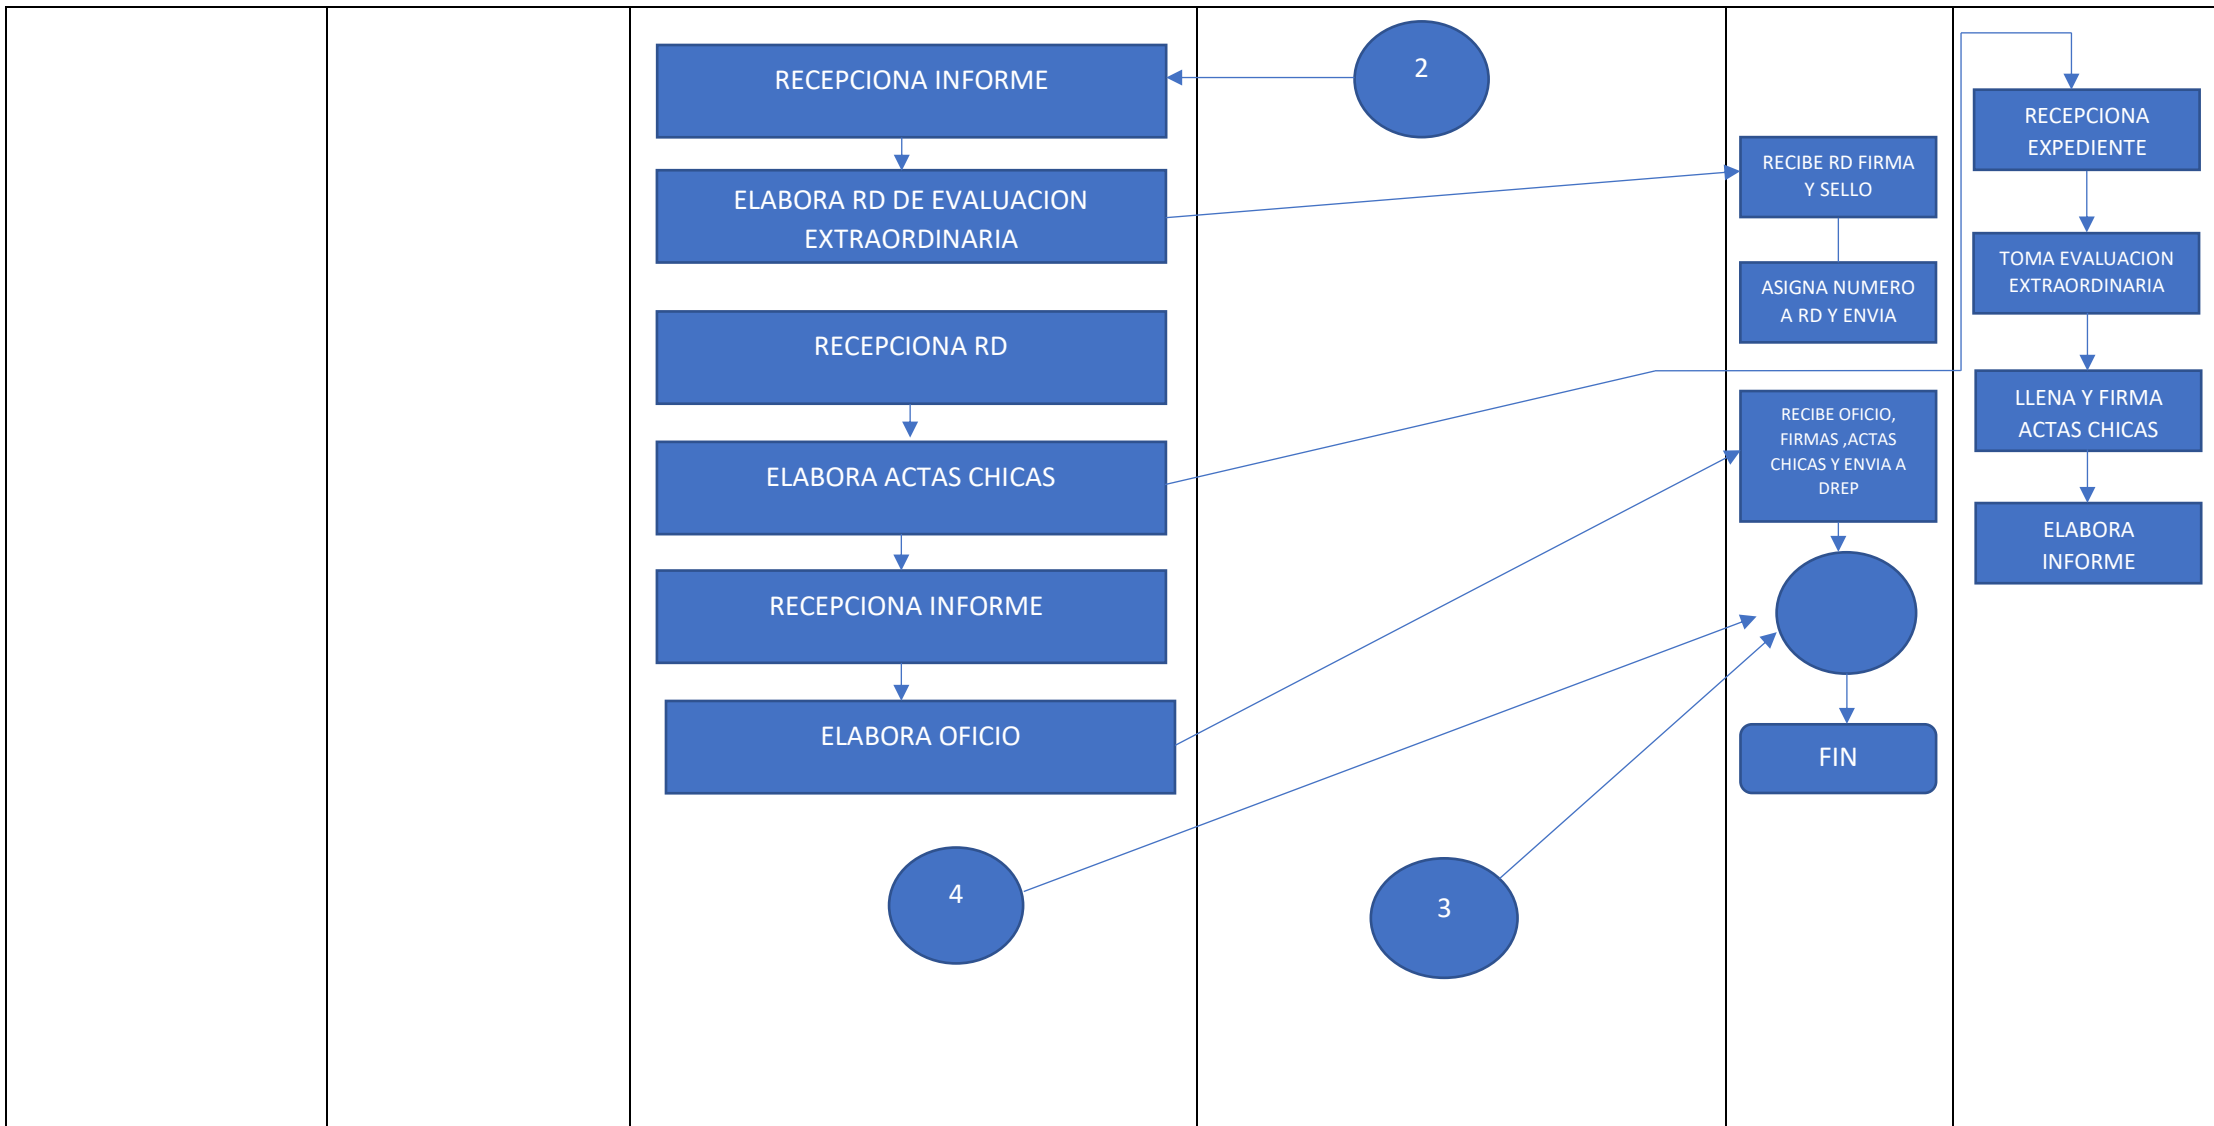 RECEPCIONA INFORME
ELABORA RD DE EVALUACION
EXTRAORDINARIA
RECEPCIONA RD
ELABORA ACTAS CHICAS
RECEPCIONA INFORME
ELABORA OFICIO
4
2
3
RECIBE RD FIRMA
Y SELLO
ASIGNA NUMERO
A RD Y ENVIA
RECIBE OFICIO,
FIRMAS ,ACTAS
CHICAS Y ENVIA A
DREP
FIN
RECEPCIONA
EXPEDIENTE
TOMA EVALUACION
EXTRAORDINARIA
LLENA Y FIRMA
ACTAS CHICAS
ELABORA
INFORME